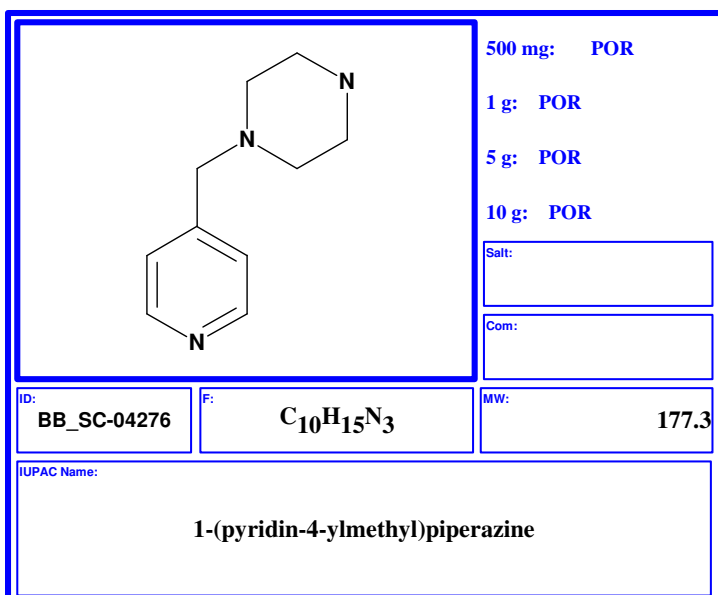 N
N
N
500 mg: POR
1 g: POR
5 g: POR
10 g: POR
Salt:
Com:
ID:
BB_SC-04276
F:
C10H15N3
MW:
177.3
IUPAC Name:
1-(pyridin-4-ylmethyl)piperazine